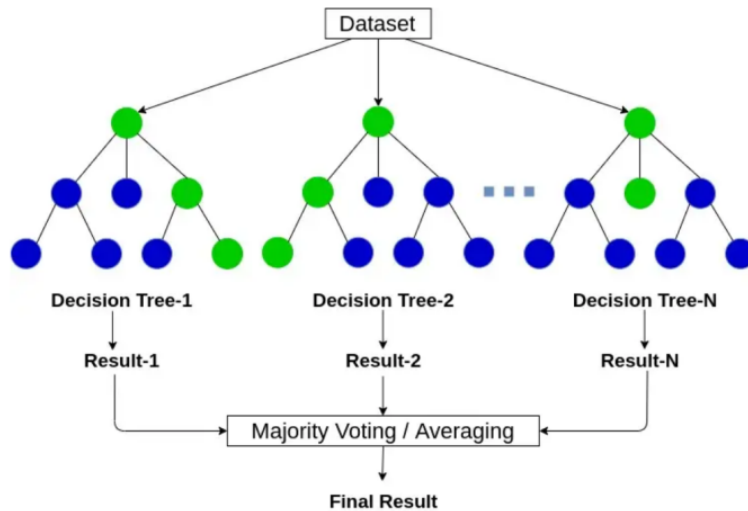 Dataset
Decision Tree-1 Decision Tree-2 Decision Tree-N
Result-1 Result-2 Result-N
Majority Voting / Averaging
Final Result